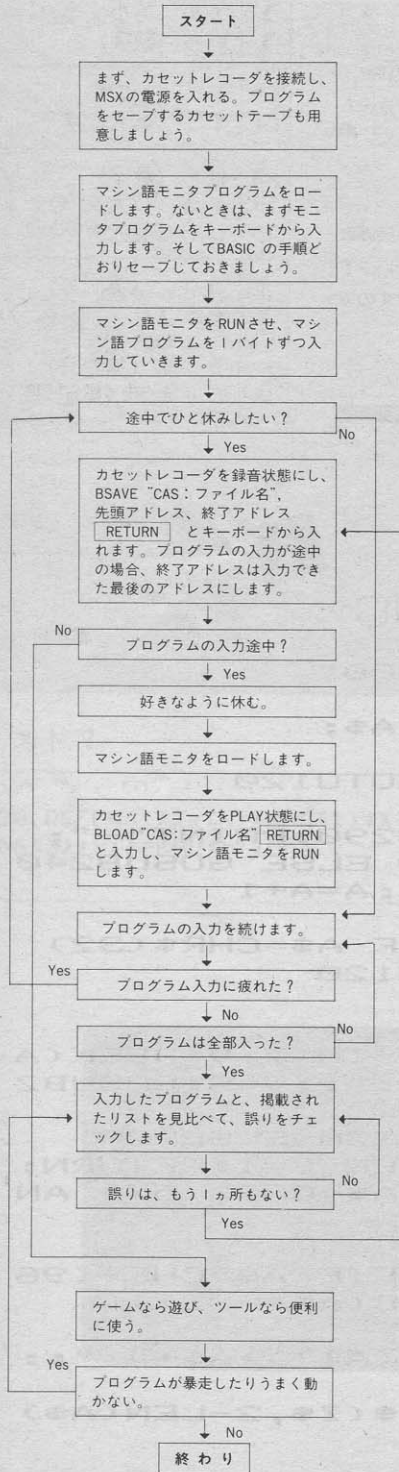 スタート
まず、カセットレコーダを接続し、
MSXの電源を入れる。プログラム
をセーブするカセットテープも用
意しましょう。
マシン語モニタプログラムをロー
ドします。ないときは、まずモニ
タプログラムをキーボードから入
力します。そしてBASIC の手順ど
おりセーブしておきましょう。
マシン語モニタをRUNさせ、マシ
ン語プログラムを1バイトずつ入
力していきます。
途中でひと休みしたい?
No
Yes
カセットレコーダを録音状態にし、
BSAVE "CAS:ファイル名",
先頭アドレス、終了アドレス
RETURN とキーボードから入
れます。プログラムの入力が途中
の場合、終了アドレスは入力でき
た最後のアドレスにします。
No
プログラムの入力途中?
Yes
好きなように休む。
マシン語モニタをロードします。
カセットレコーダをPLAY状態にし、
BLOAD"CAS:ファイル名" RETURN
と入力し、マシン語モニタをRUN
します。
プログラムの入力を続けます。
Yes
プログラム入力に疲れた?
No
プログラムは全部入った?
No
Yes
入力したプログラムと、掲載され
たリストを見比べて、誤りをチェ
ックします。
誤りは、もう1ヵ所もない?
No
Yes
ゲームなら遊び、ツールなら便利
に使う。
Yes
プログラムが暴走したりうまく動
かない。
No
終わり